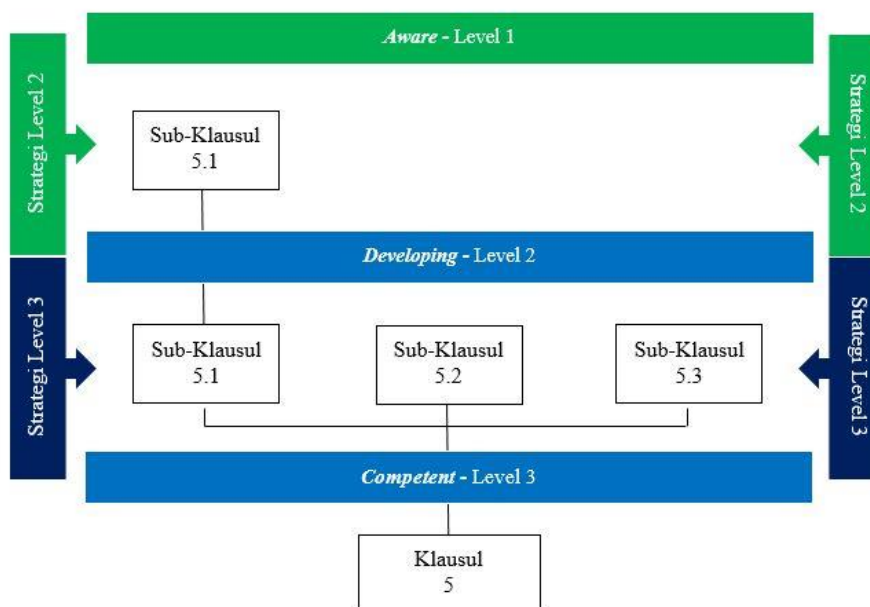 Aware - Level 1
Strategi Level 2
Strategi Level 2
Sub-Klausul
5.1
Developing - Level 2
Strategi Level 3
Strategi Level 3
Sub-Klausul
5.1
Sub-Klausul
5.2
Sub-Klausul
5.3
Competent - Level 3
Klausul
5